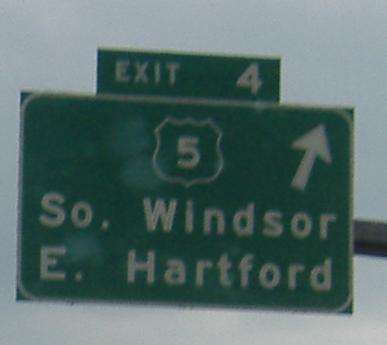 EXIT 4
5
So. Windsor
E. Hartford